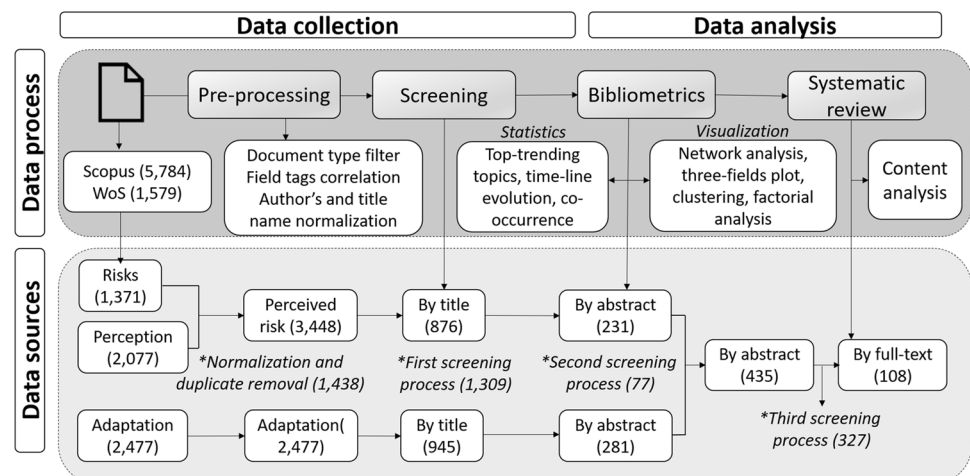 Data collection
Data analysis
Data process
Pre-processing
Screening
Bibliometrics
Systematic
review
Scopus (5,784)
WoS (1,579)
Document type filter
Field tags correlation
Author's and title
name normalization
Statistics
Top-trending
topics, time-line
evolution, co-
occurrence
Visualization
Network analysis,
three-fields plot,
clustering, factorial
analysis
Content
analysis
Data sources
Risks
(1,371)
Perception
(2,077)
Perceived
risk (3,448)
*Normalization and
duplicate removal (1,438)
By title
(876)
*First screening
process (1,309)
By abstract
(231)
*Second screening
process (77)
By abstract
(435)
By full-text
(108)
*Third screening
process (327)
Adaptation
(2,477)
Adaptation(
2,477)
By title
(945)
By abstract
(281)